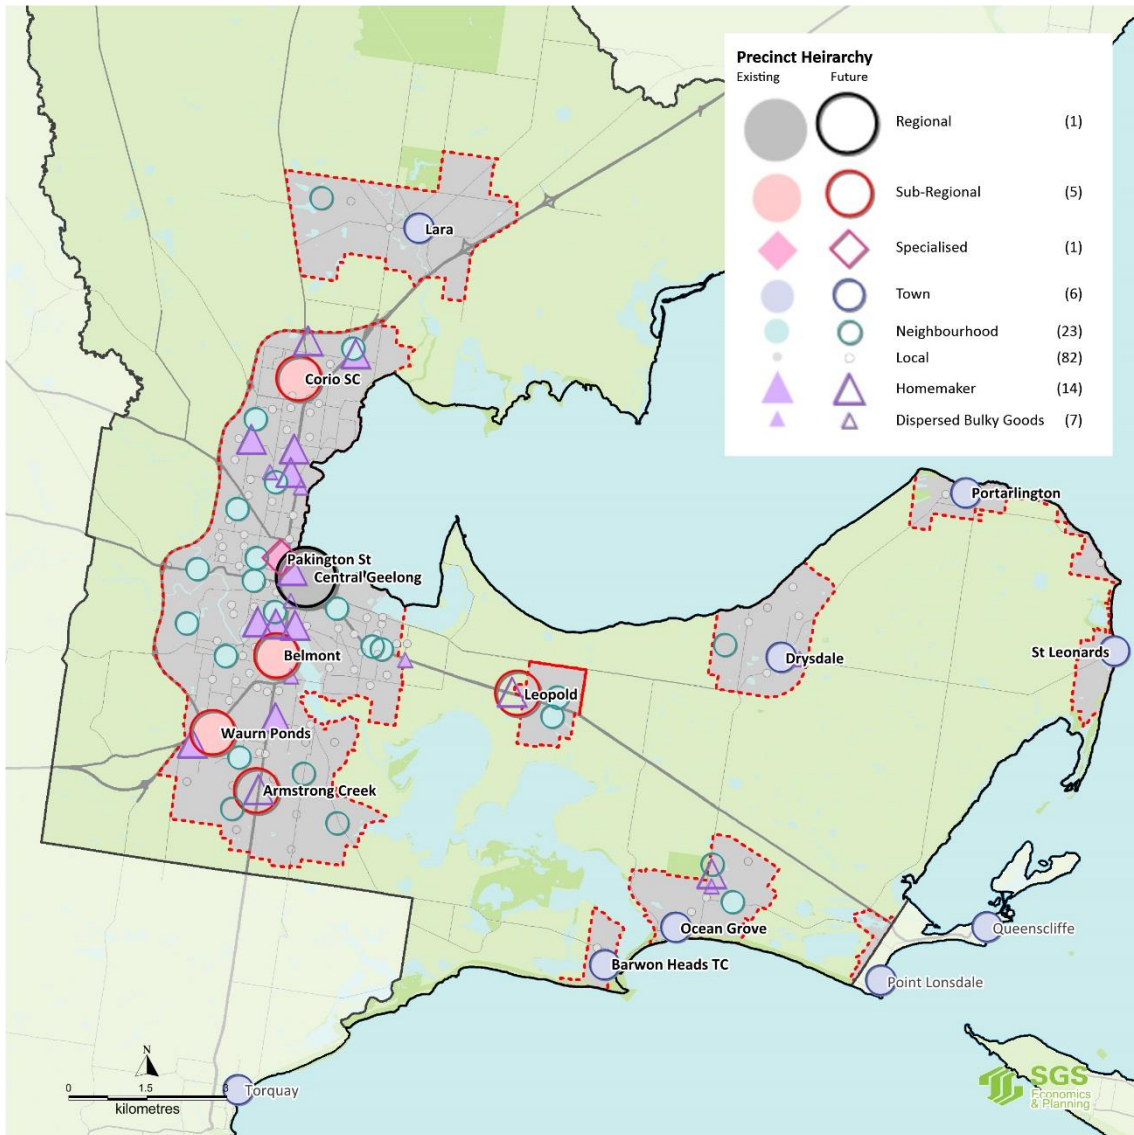 Precinct Heirarchy
Existing Future
Regional (1)
Sub-Regional (5)
Specialised (1)
Town (6)
Neighbourhood (23)
Local (82)
Homemaker (14)
Dispersed Bulky Goods (7)
Lara
Corio SC
Portarlington
Pakington St
Central Geelong
Belmont
Drysdale
St Leonards
Leopold
Waurn Ponds
Armstrong Creek
Ocean Grove
Queenscliffe
Barwon Heads TC
Point Lonsdale
N
0 1.5 3
kilometres
Torquay
SGS
Economics
& Planning